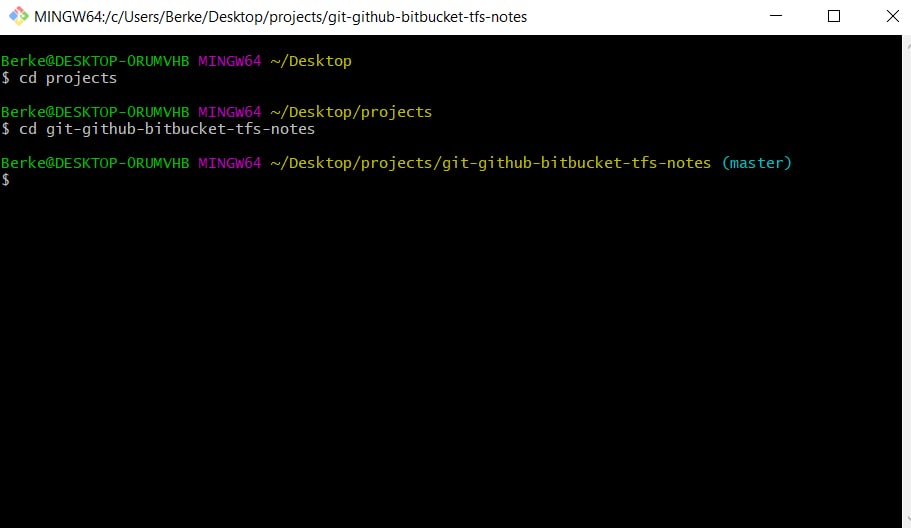 MINGW64:/c/Users/Berke/Desktop/projects/git-github-bitbucket-tfs-notes
Berke@DESKTOP-0RUMVHB MINGW64 ~/Desktop
$ cd projects
Berke@DESKTOP-0RUMVHB MINGW64 ~/Desktop/projects
$ cd git-github-bitbucket-tfs-notes
Berke@DESKTOP-0RUMVHB MINGW64 ~/Desktop/projects/git-github-bitbucket-tfs-notes (master)
$